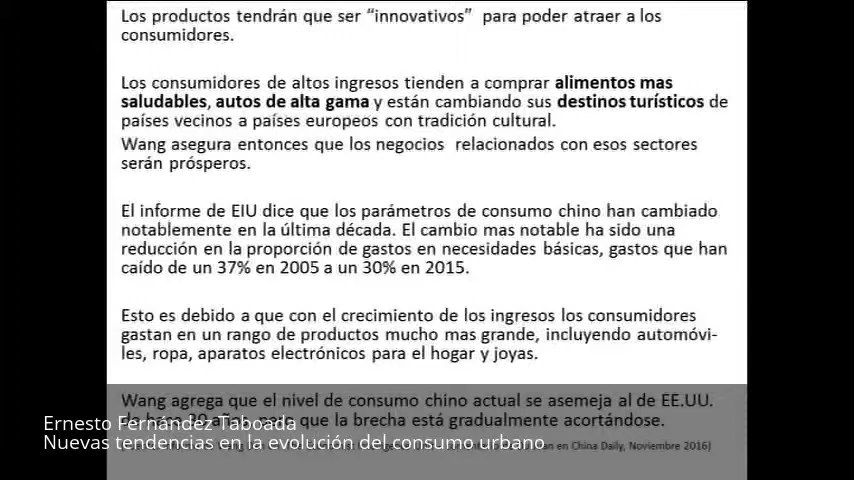 Los productos tendrán que ser “innovativos” para poder atraer a los
consumidores.
Los consumidores de altos ingresos tienden a comprar alimentos mas
saludables, autos de alta gama y están cambiando sus destinos turísticos de
países vecinos a países europeos con tradición cultural.
Wang asegura entonces que los negocios relacionados con esos sectores
serán prósperos.
El informe de EIU dice que los parámetros de consumo chino han cambiado
notablemente en la última década. El cambio mas notable ha sido una
reducción en la proporción de gastos en necesidades básicas, gastos que han
caído de un 37% en 2005 a un 30% en 2015.
Esto es debido a que con el crecimiento de los ingresos los consumidores
gastan en un rango de productos mucho mas grande, incluyendo automóvi-
les, ropa, aparatos electrónicos para el hogar y joyas.
Wang agrega que el nivel de consumo chino actual se asemeja al de EE.UU.
que la brecha está gradualmente acortándose.
Ernesto Fernández Taboada
Nuevas tendencias en la evolución del consumo urbano
en China Daily, Noviembre 2016)